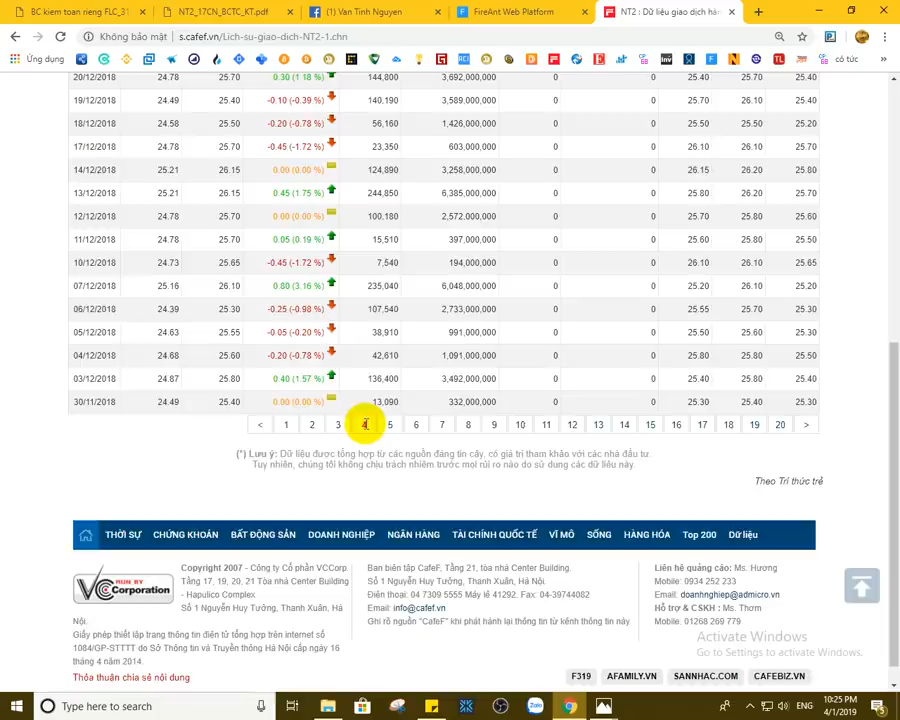 BC kiem toan rieng FLC_31
NT2_17CN_BCTC_KT.pdf
(1) Van Tinh Nguyen
FireAnt Web Platform
NT2 : Dữ liệu giao dịch hàn
Không bảo mật | s.cafef.vn/Lich-su-giao-dich-NT2-1.chn
Ứng dụng
có tức
20/12/2018 24.78 25.70 0.30 (1.18 %) 144,800 3,692,000,000 0 0 25.40 25.70 25.40
19/12/2018 24.49 25.40 -0.10 (-0.39 %) 140,190 3,589,000,000 0 0 25.70 26.10 25.40
18/12/2018 24.58 25.50 -0.20 (-0.78 %) 56,160 1,426,000,000 0 0 25.50 25.50 25.20
17/12/2018 24.78 25.70 -0.45 (-1.72 %) 23,350 603,000,000 0 0 26.10 26.10 25.70
14/12/2018 25.21 26.15 0.00 (0.00 %) 124,890 3,258,000,000 0 0 26.15 26.20 25.80
13/12/2018 25.21 26.15 0.45 (1.75 %) 244,850 6,385,000,000 0 0 25.80 26.20 25.70
12/12/2018 24.78 25.70 0.00 (0.00 %) 100,180 2,572,000,000 0 0 25.70 25.80 25.60
11/12/2018 24.78 25.70 0.05 (0.19 %) 15,510 397,000,000 0 0 25.60 25.80 25.50
10/12/2018 24.73 25.65 -0.45 (-1.72 %) 7,540 194,000,000 0 0 26.10 26.10 25.65
07/12/2018 25.16 26.10 0.80 (3.16 %) 235,040 6,048,000,000 0 0 25.20 26.10 25.20
06/12/2018 24.39 25.30 -0.25 (-0.98 %) 107,540 2,733,000,000 0 0 25.55 25.70 25.30
05/12/2018 24.63 25.55 -0.05 (-0.20 %) 38,910 991,000,000 0 0 25.50 25.60 25.30
04/12/2018 24.68 25.60 -0.20 (-0.78 %) 42,610 1,091,000,000 0 0 25.80 25.80 25.50
03/12/2018 24.87 25.80 0.40 (1.57 %) 136,400 3,492,000,000 0 0 25.40 25.80 25.40
30/11/2018 24.49 25.40 0.00 (0.00 %) 13,090 332,000,000 0 0 25.30 25.40 25.30
< 1 2 3 4 5 6 7 8 9 10 11 12 13 14 15 16 17 18 19 20 >
(*) Lưu ý: Dữ liệu được tổng hợp từ các nguồn đáng tin cậy, có giá trị tham khảo với các nhà đầu tư.
Tuy nhiên, chúng tôi không chịu trách nhiệm trước mọi rủi ro nào do sử dụng các dữ liệu này.
Theo Trí thức trẻ
THỜI SỰ CHỨNG KHOÁN BẤT ĐỘNG SẢN DOANH NGHIỆP NGÂN HÀNG TÀI CHÍNH QUỐC TẾ VĨ MÔ SỐNG HÀNG HÓA Top 200 Dữ liệu
RUN BY
VCCorporation
Copyright 2007 - Công ty Cổ phần VCCorp.
Tầng 17, 19, 20, 21 Tòa nhà Center Building
- Hapulico Complex
Số 1 Nguyễn Huy Tưởng, Thanh Xuân, Hà
Nội.
Giấy phép thiết lập trang thông tin điện tử tổng hợp trên internet số
1084/GP-STTTT do Sở Thông tin và Truyền thông Hà Nội cấp ngày 16
tháng 4 năm 2014.
Thỏa thuận chia sẻ nội dung
Ban biên tập CafeF, Tầng 21, tòa nhà Center Building.
Số 1 Nguyễn Huy Tưởng, Thanh Xuân, Hà Nội.
Điện thoại: 04 7309 5555 Máy lẻ 41292. Fax: 04-39744082
Email: info@cafef.vn
Ghi rõ nguồn "CafeF" khi phát hành lại thông tin từ kênh thông tin này.
Liên hệ quảng cáo: Ms. Hương
Mobile: 0934 252 233
Email: doanhnghiep@admicro.vn
Hỗ trợ & CSKH : Ms. Thơm
Mobile: 01268 269 779
Activate Windows
Go to Settings to activate Windows.
F319 AFAMILY.VN SANNHAC.COM CAFEBIZ.VN
Type here to search
ENG
10:25 PM
4/1/2019